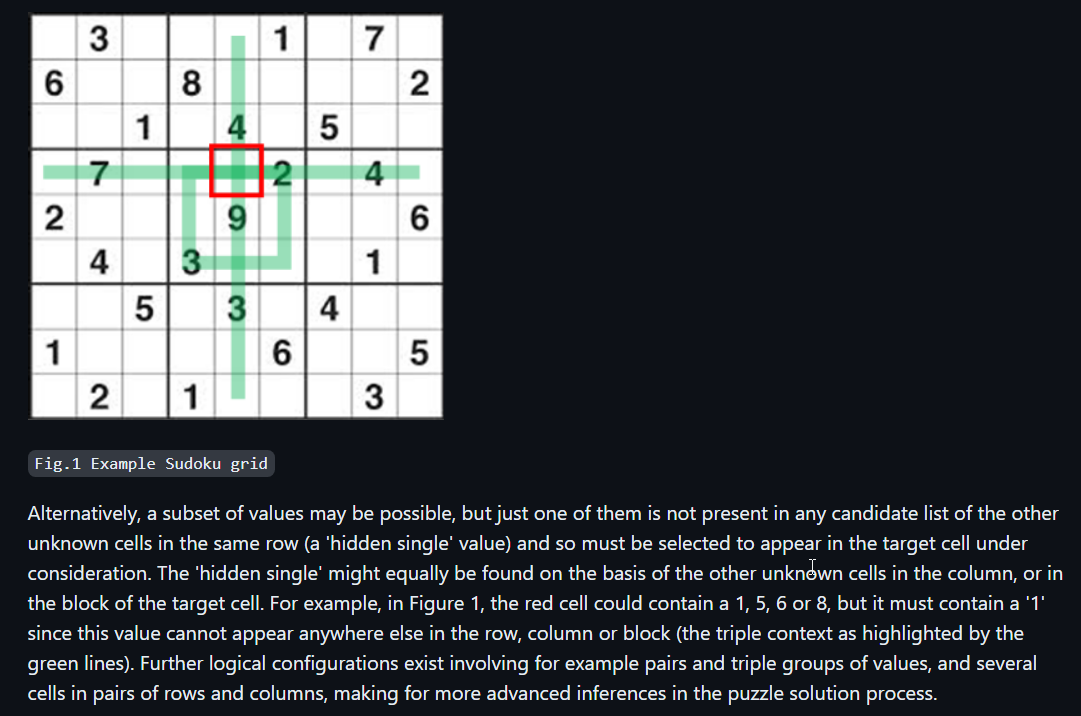 3 1 7
6 8 2
1 4 5
7 2 4
2 9 6
4 3 1
5 3 4
1 6 5
2 1 3
Fig.1 Example Sudoku grid
Alternatively, a subset of values may be possible, but just one of them is not present in any candidate list of the other
unknown cells in the same row (a 'hidden single' value) and so must be selected to appear in the target cell under
consideration. The 'hidden single' might equally be found on the basis of the other unknown cells in the column, or in
the block of the target cell. For example, in Figure 1, the red cell could contain a 1, 5, 6 or 8, but it must contain a '1'
since this value cannot appear anywhere else in the row, column or block (the triple context as highlighted by the
green lines). Further logical configurations exist involving for example pairs and triple groups of values, and several
cells in pairs of rows and columns, making for more advanced inferences in the puzzle solution process.